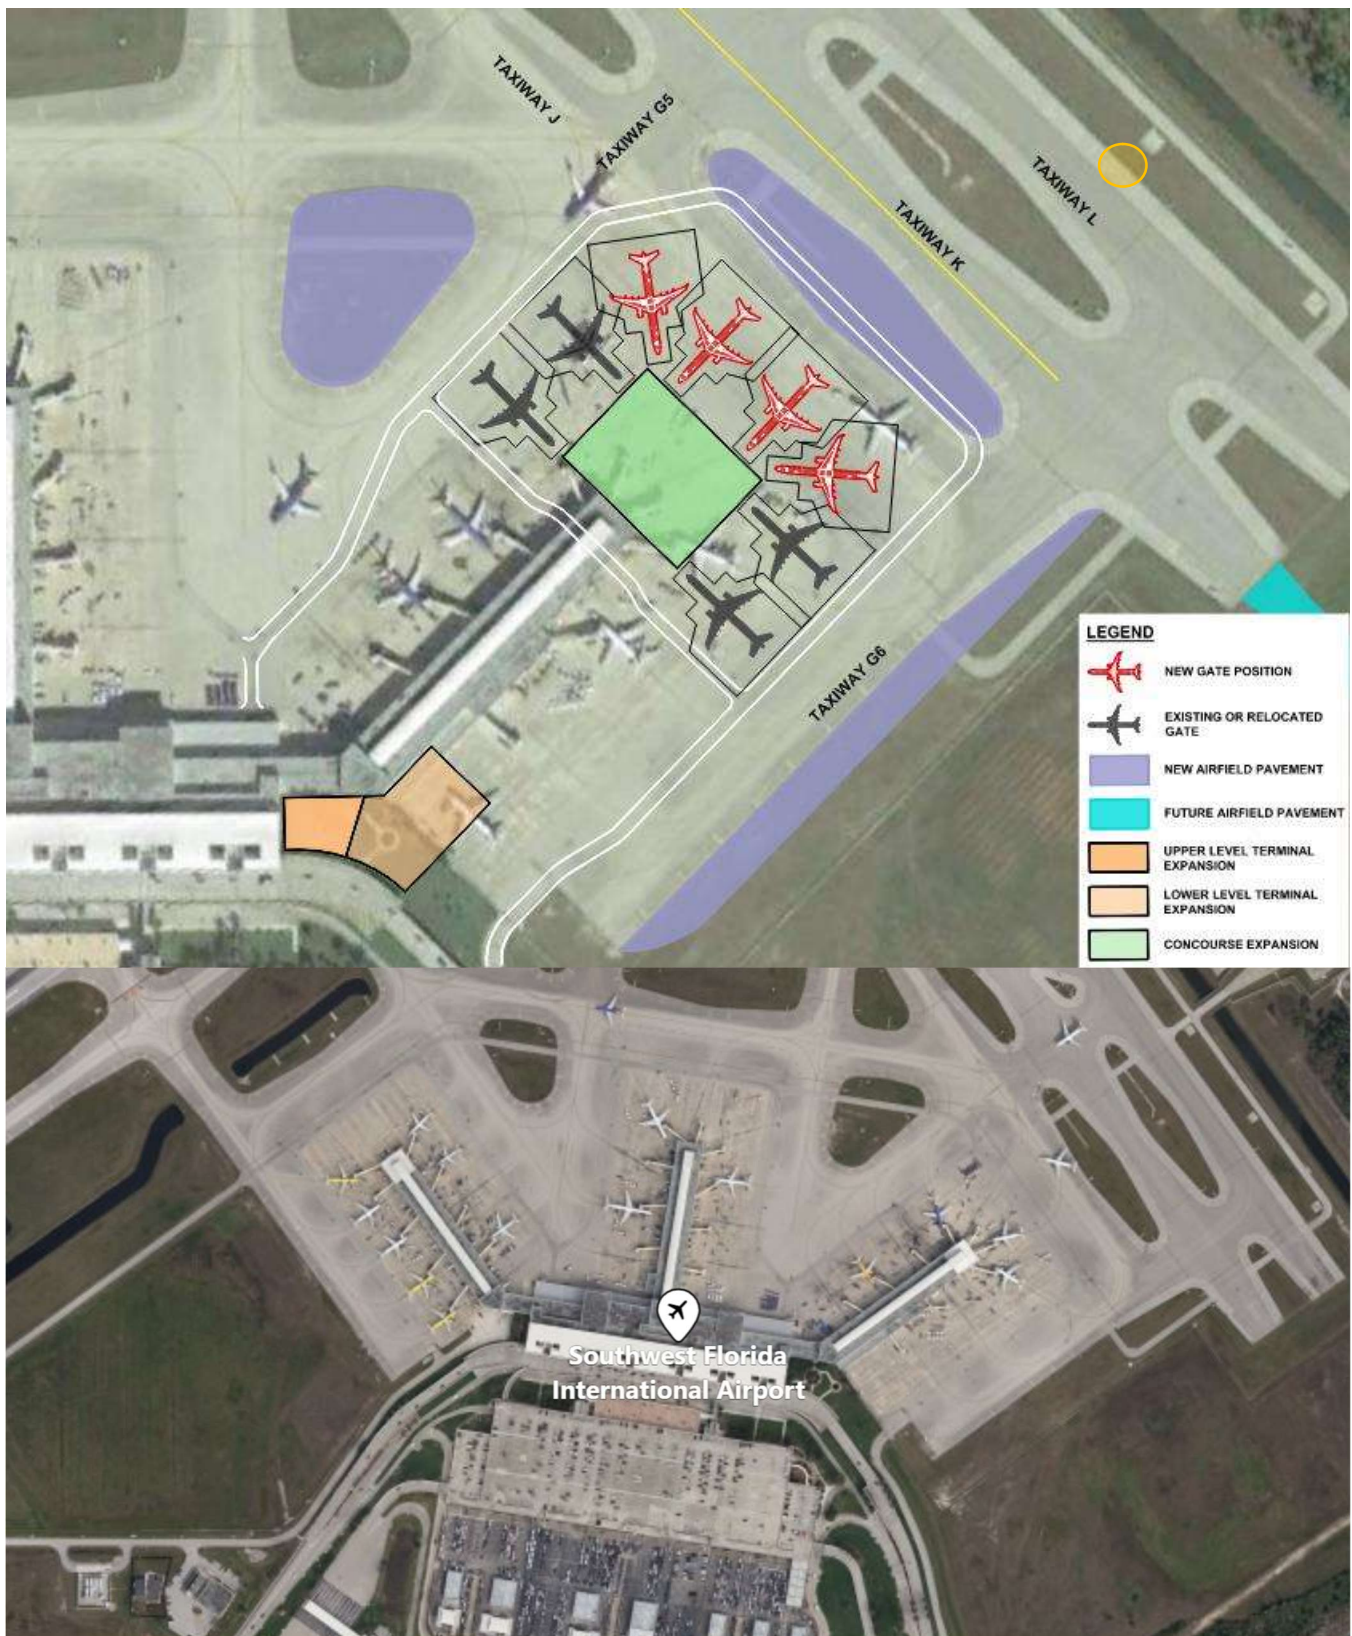 TAXIWAY J
TAXIWAY G5
TAXIWAY L
TAXIWAY K
TAXIWAY G6
LEGEND
NEW GATE POSITION
EXISTING OR RELOCATED
GATE
NEW AIRFIELD PAVEMENT
FUTURE AIRFIELD PAVEMENT
UPPER LEVEL TERMINAL
EXPANSION
LOWER LEVEL TERMINAL
EXPANSION
CONCOURSE EXPANSION
Southwest Florida
International Airport